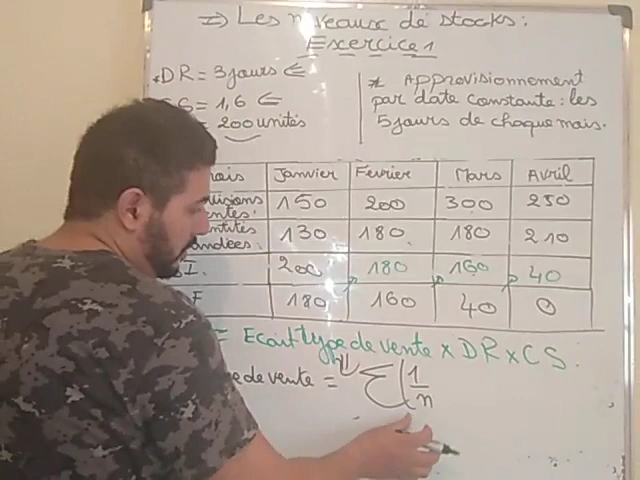 I⇒ Les niveaux de stocks:
Exercice 1
*DR = 3 jours ⇐
= 1,6 ⇐
= 200 unités
* Approvisionnement
par date constante: les
5 jours de chaque mois.
Janvier Fevrier Mars Avril
150 200 300 250
130 180 180 210
I. 200 180 160 40
F 180 160 40 0
= Ecart type de vente × DR × CS.
de vente = √ Σ ( 1/n